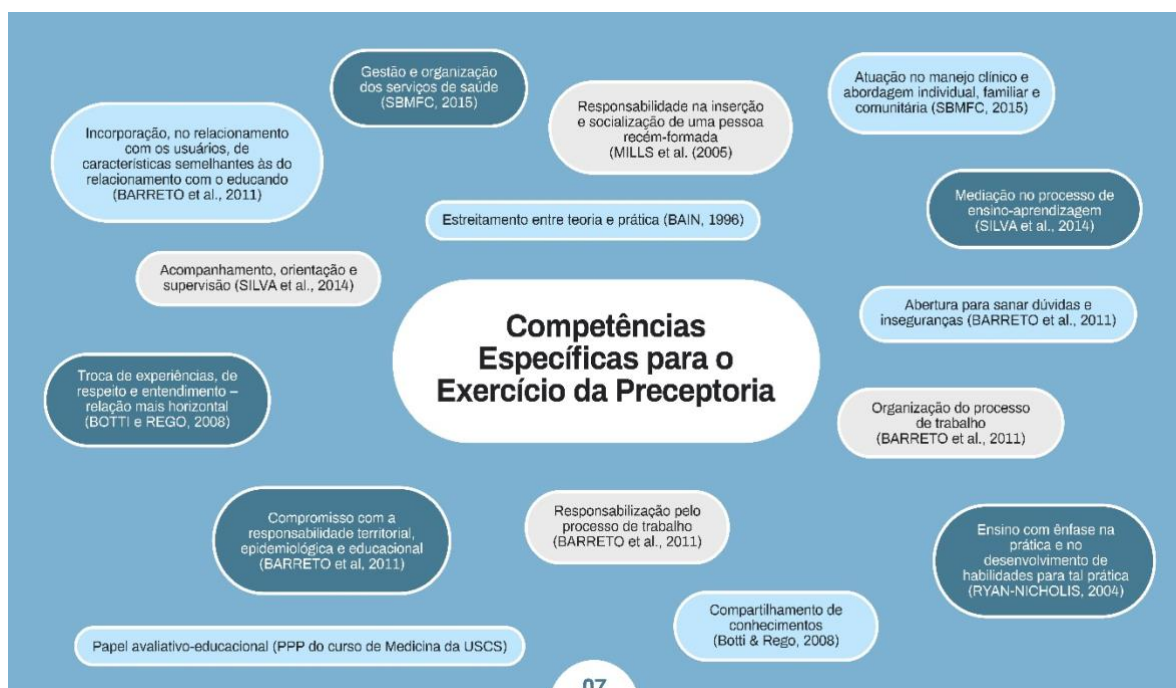 Gestão e organização
dos serviços de saúde
(SBMFC, 2015)
Atuação no manejo clínico e
abordagem individual, familiar e
comunitária (SBMFC, 2015)
Responsabilidade na inserção
e socialização de uma pessoa
recém-formada
(MILLS et al. (2005)
Incorporação, no relacionamento
com os usuários, de
características semelhantes às do
relacionamento com o educando
(BARRETO et al., 2011)
Mediação no processo de
ensino-aprendizagem
(SILVA et al., 2014)
Estreitamento entre teoria e prática (BAIN, 1996)
Acompanhamento, orientação e
supervisão (SILVA et al., 2014)
Abertura para sanar dúvidas e
inseguranças (BARRETO et al., 2011)
Competências
Específicas para o
Exercício da Preceptoria
Troca de experiências, de
respeito e entendimento –
relação mais horizontal
(BOTTI e REGO, 2008)
Organização do processo
de trabalho
(BARRETO et al., 2011)
Compromisso com a
responsabilidade territorial,
epidemiológica e educacional
(BARRETO et al, 2011)
Responsabilização pelo
processo de trabalho
(BARRETO et al., 2011)
Ensino com ênfase na
prática e no
desenvolvimento de
habilidades para tal prática
(RYAN-NICHOLIS, 2004)
Compartilhamento de
conhecimentos
(Botti & Rego, 2008)
Papel avaliativo-educacional (PPP do curso de Medicina da USCS)
07